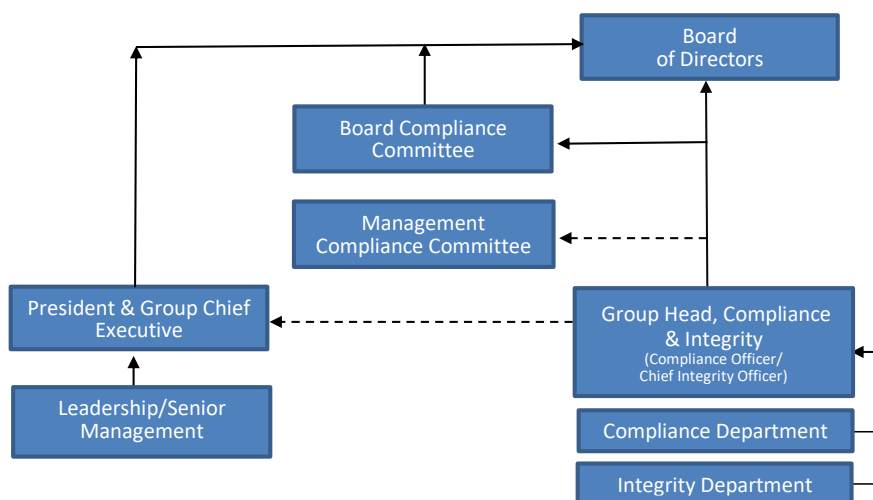 Board
of Directors
Board Compliance
Committee
Management
Compliance Committee
President & Group Chief
Executive
Group Head, Compliance
& Integrity
(Compliance Officer/
Chief Integrity Officer)
Leadership/Senior
Management
Compliance Department
Integrity Department